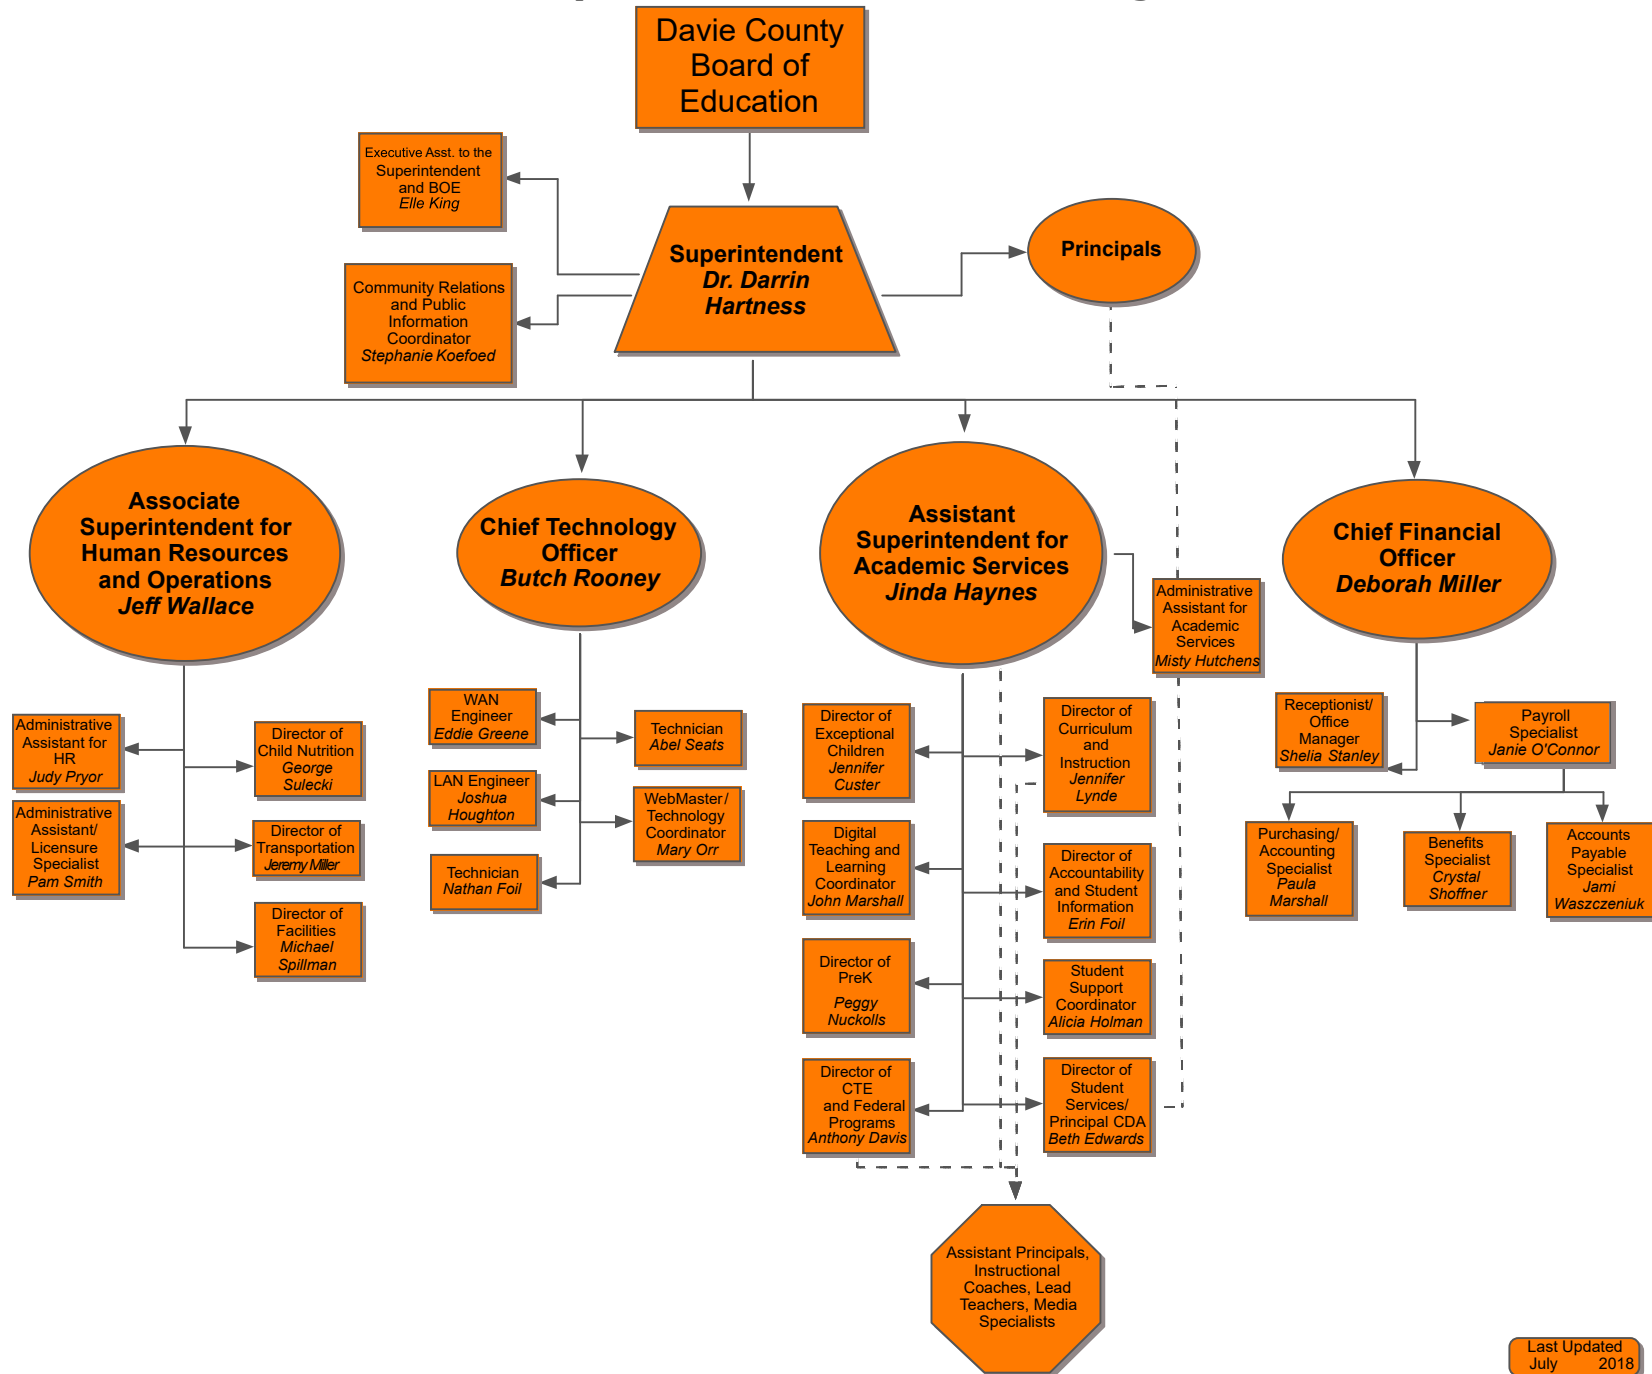 Davie County
Board of
Education
Executive Asst. to the
Superintendent
and BOE
Elle King
Community Relations
and Public
Information
Coordinator
Stephanie Koefoed
Superintendent
Dr. Darrin
Hartness
Principals
Associate
Superintendent for
Human Resources
and Operations
Jeff Wallace
Chief Technology
Officer
Butch Rooney
Assistant
Superintendent for
Academic Services
Jinda Haynes
Chief Financial
Officer
Deborah Miller
Administrative
Assistant for
Academic
Services
Misty Hutchens
Administrative
Assistant for
HR
Judy Pryor
Director of
Child Nutrition
George
Sulecki
Administrative
Assistant/
Licensure
Specialist
Pam Smith
Director of
Transportation
Jeremy Miller
Director of
Facilities
Michael
Spillman
WAN
Engineer
Eddie Greene
Technician
Abel Seats
LAN Engineer
Joshua
Houghton
WebMaster/
Technology
Coordinator
Mary Orr
Technician
Nathan Foil
Director of
Exceptional
Children
Jennifer
Custer
Director of
Curriculum
and
Instruction
Jennifer
Lynde
Digital
Teaching and
Learning
Coordinator
John Marshall
Director of
Accountability
and Student
Information
Erin Foil
Director of
PreK
Peggy
Nuckolls
Student
Support
Coordinator
Alicia Holman
Director of
CTE
and Federal
Programs
Anthony Davis
Director of
Student
Services/
Principal CDA
Beth Edwards
Receptionist/
Office
Manager
Shelia Stanley
Payroll
Specialist
Janie O'Connor
Purchasing/
Accounting
Specialist
Paula
Marshall
Benefits
Specialist
Crystal
Shoffner
Accounts
Payable
Specialist
Jami
Waszczeniuk
Assistant Principals,
Instructional
Coaches, Lead
Teachers, Media
Specialists
Last Updated
July 2018